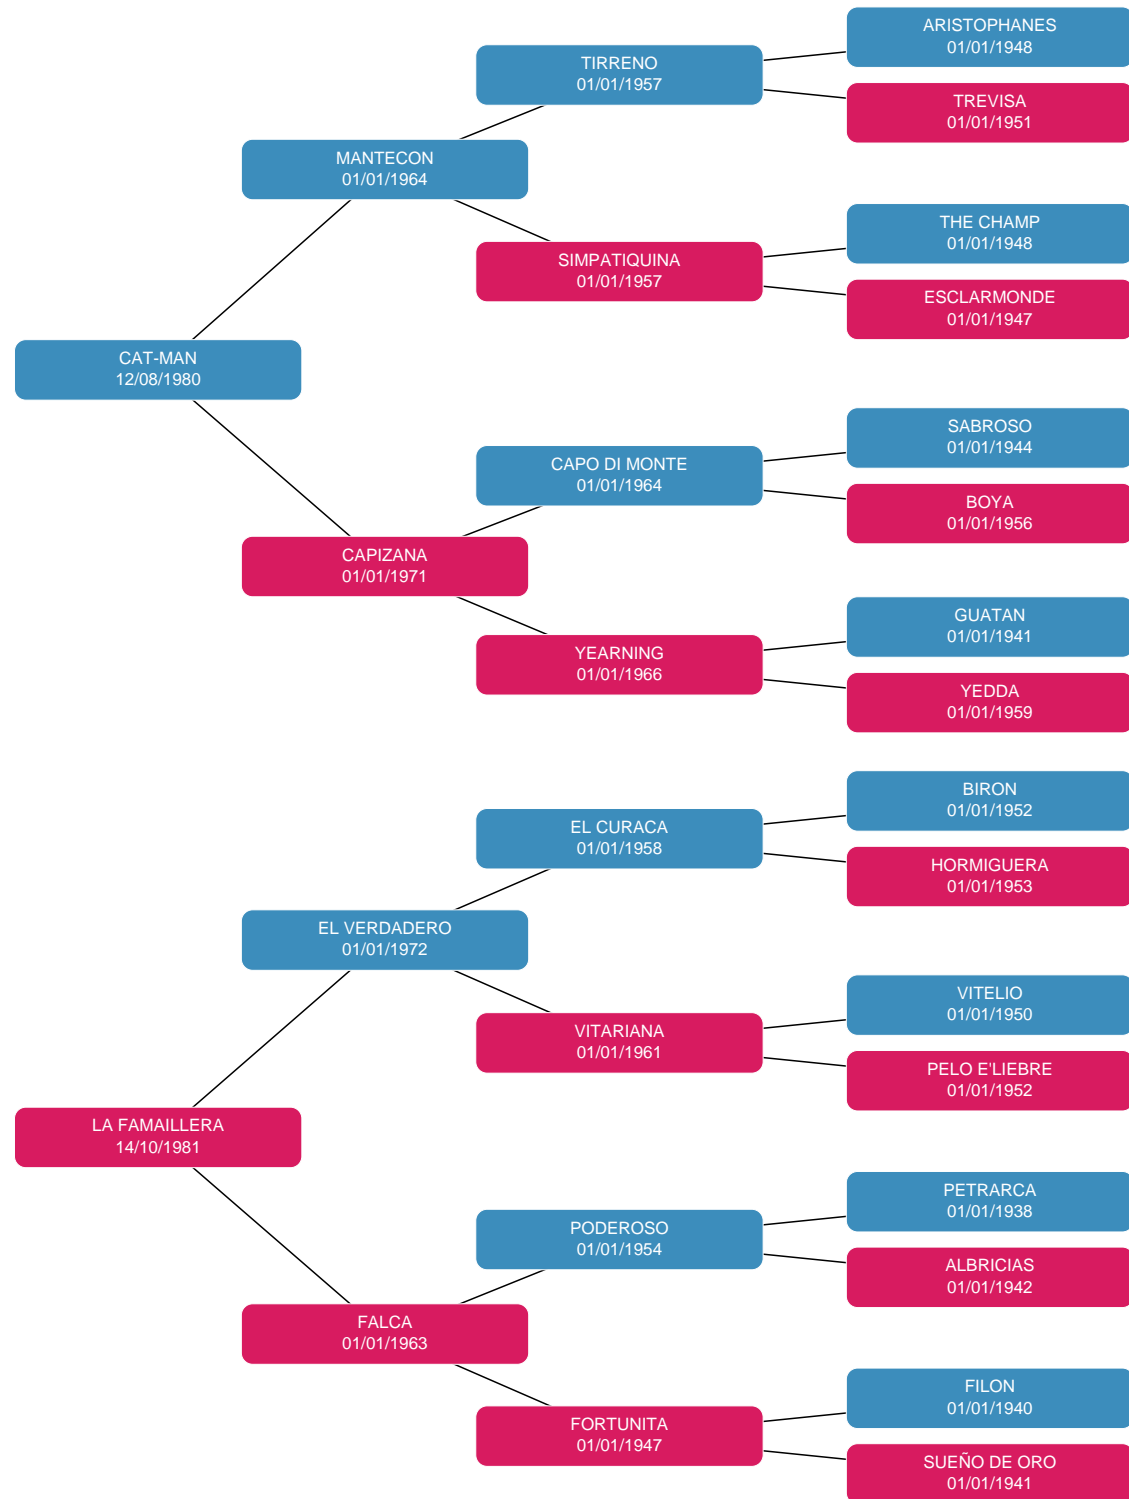 ARISTOPHANES
01/01/1948
TIRRENO
01/01/1957
TREVISA
01/01/1951
MANTECON
01/01/1964
THE CHAMP
01/01/1948
SIMPATIQUINA
01/01/1957
ESCLARMONDE
01/01/1947
CAT-MAN
12/08/1980
SABROSO
01/01/1944
CAPO DI MONTE
01/01/1964
BOYA
01/01/1956
CAPIZANA
01/01/1971
GUATAN
01/01/1941
YEARNING
01/01/1966
YEDDA
01/01/1959
BIRON
01/01/1952
EL CURACA
01/01/1958
HORMIGUERA
01/01/1953
EL VERDADERO
01/01/1972
VITELIO
01/01/1950
VITARIANA
01/01/1961
PELO E'LIEBRE
01/01/1952
LA FAMAILLERA
14/10/1981
PETRARCA
01/01/1938
PODEROSO
01/01/1954
ALBRICIAS
01/01/1942
FALCA
01/01/1963
FILON
01/01/1940
FORTUNITA
01/01/1947
SUEÑO DE ORO
01/01/1941